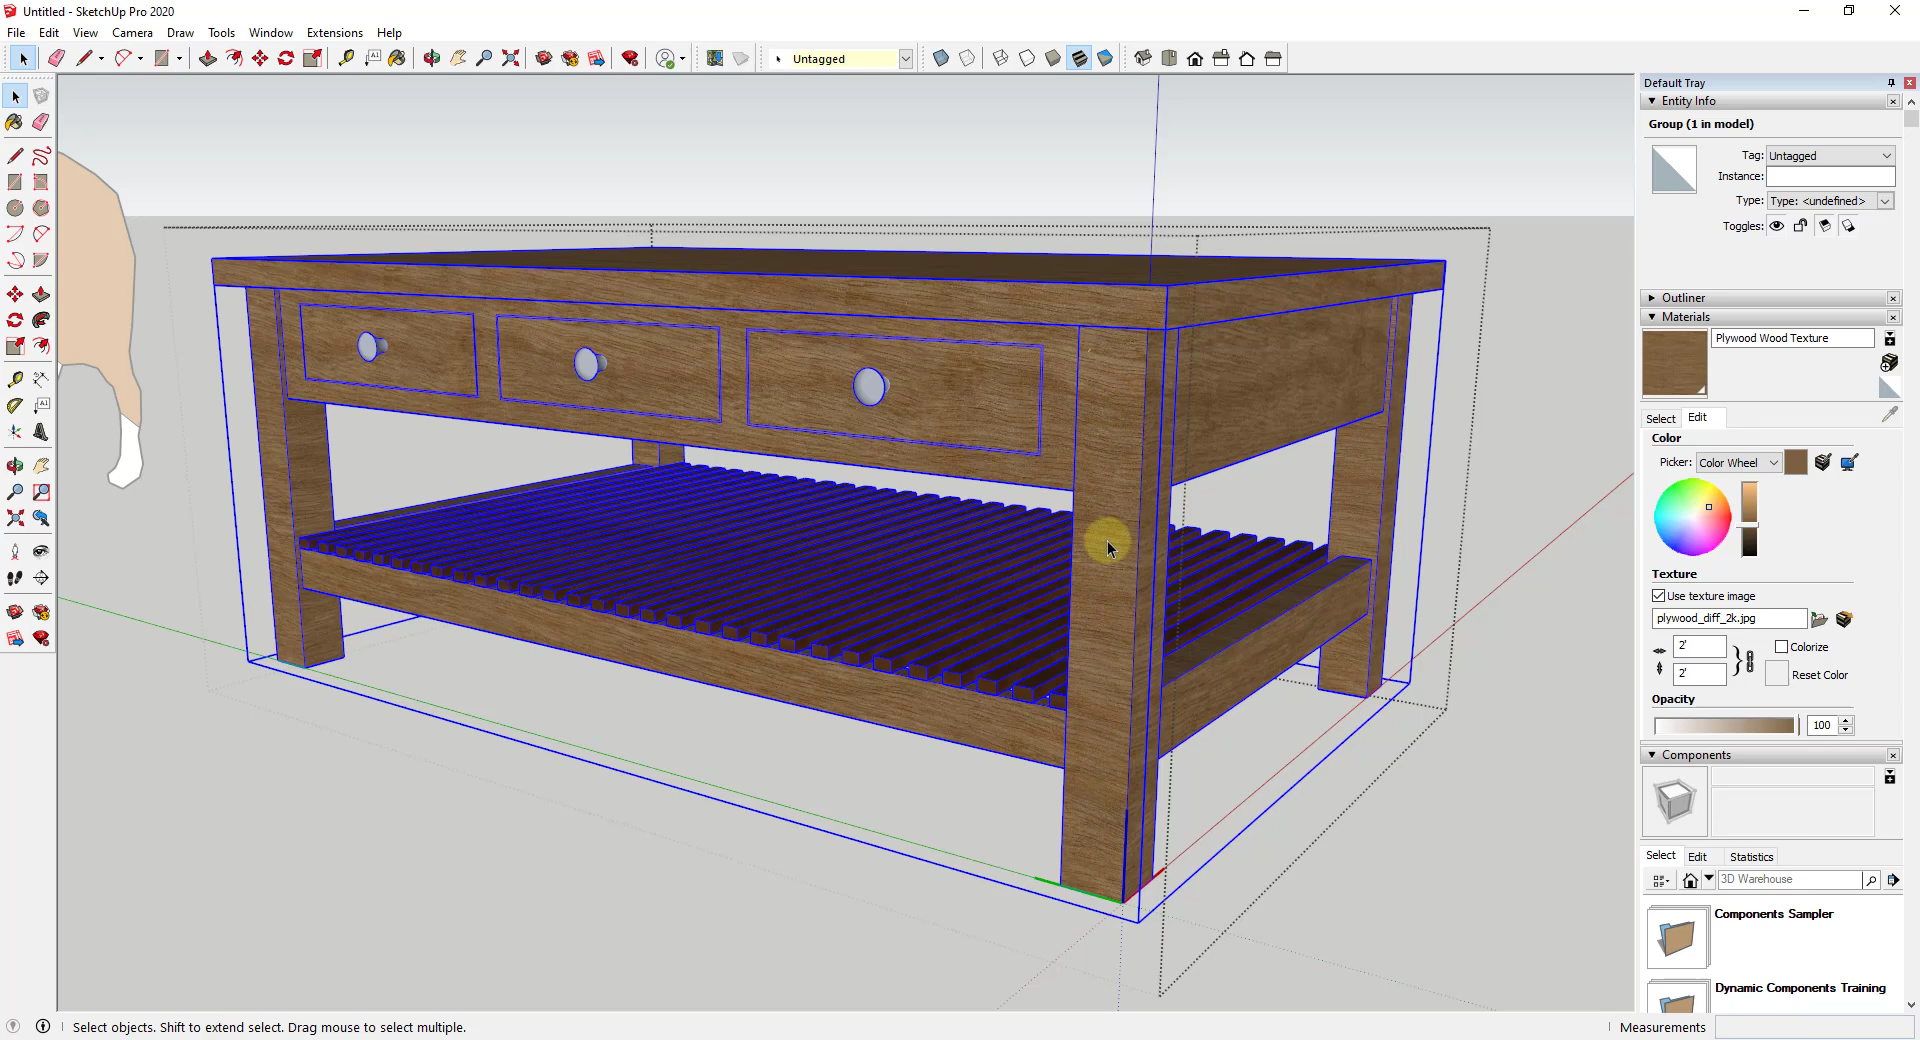 Untitled - SketchUp Pro 2020
File Edit View Camera Draw Tools Window Extensions Help
Untagged
Default Tray
Entity Info
Group (1 in model)
Tag: Untagged
Instance:
Type: Type: <undefined>
Toggles:
Outliner
Materials
Plywood Wood Texture
Select Edit
Color
Picker: Color Wheel
Texture
Use texture image
plywood_diff_2k.jpg
2'
Colorize
2'
Reset Color
Opacity
100
Components
Select Edit Statistics
3D Warehouse
Components Sampler
Dynamic Components Training
Select objects. Shift to extend select. Drag mouse to select multiple.
Measurements